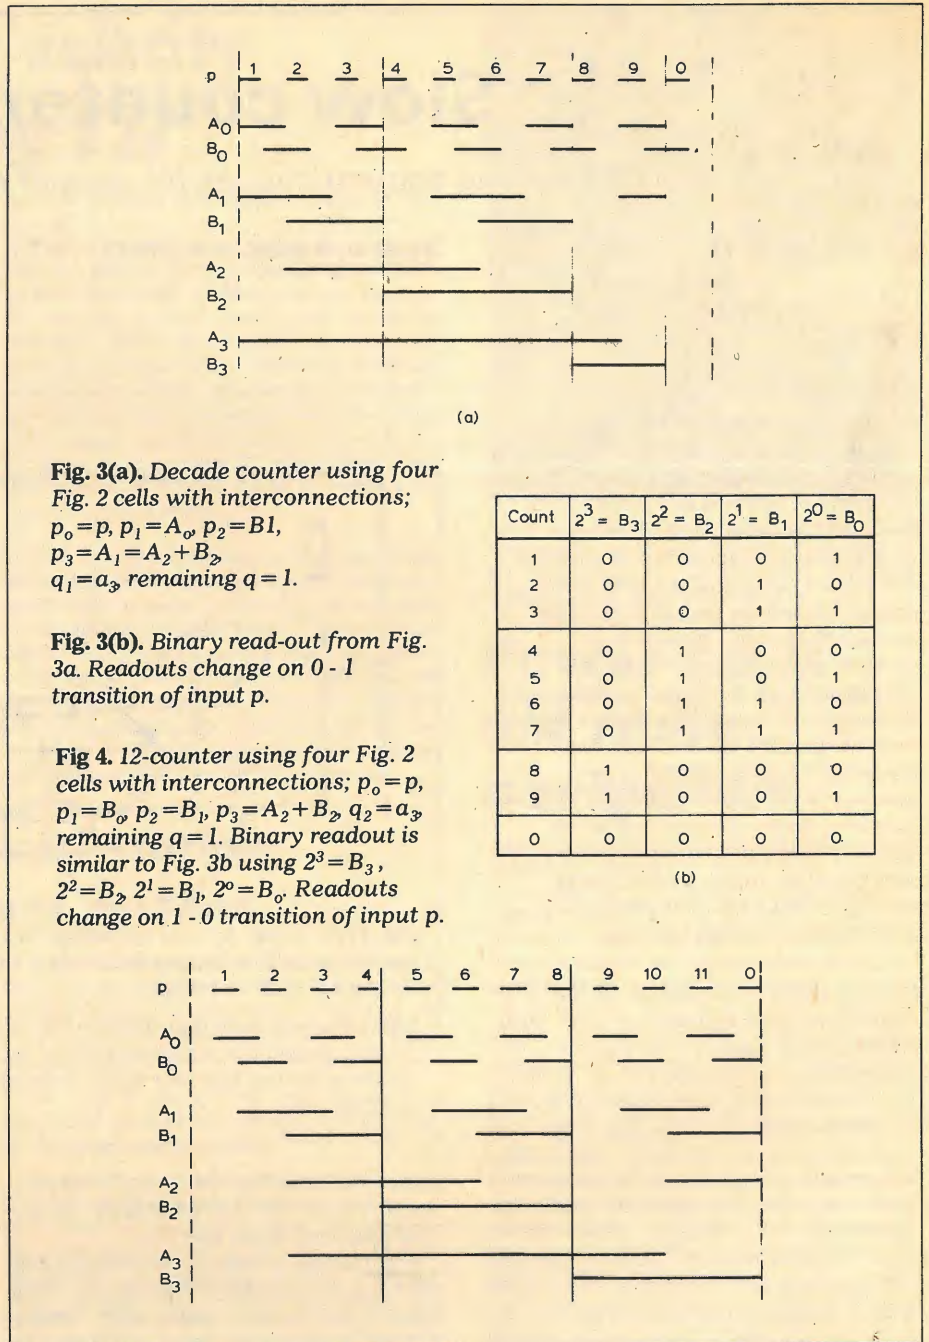 p 1 2 3 4 5 6 7 8 9 0
A₀
B₀
A₁
B₁
A₂
B₂
A₃
B₃
(a)
Fig. 3(a). Decade counter using four
Fig. 2 cells with interconnections;
pₒ=p, p₁=Aₒ, p₂=B1,
p₃=A₁=A₂+B₂,
q₁=a₃, remaining q=1.
Fig. 3(b). Binary read-out from Fig.
3a. Readouts change on 0 - 1
transition of input p.
Fig 4. 12-counter using four Fig. 2
cells with interconnections; pₒ=p,
p₁=Bₒ, p₂=B₁, p₃=A₂+B₂, q₂=a₃,
remaining q=1. Binary readout is
similar to Fig. 3b using 2³=B₃,
2²=B₂, 2¹=B₁, 2º=Bₒ. Readouts
change on 1 - 0 transition of input p.
Count 2³ = B₃ 2² = B₂ 2¹ = B₁ 2⁰ = B₀
1 0 0 0 1
2 0 0 1 0
3 0 0 1 1
4 0 1 0 0
5 0 1 0 1
6 0 1 1 0
7 0 1 1 1
8 1 0 0 0
9 1 0 0 1
0 0 0 0 0
(b)
p 1 2 3 4 5 6 7 8 9 10 11 0
A₀
B₀
A₁
B₁
A₂
B₂
A₃
B₃